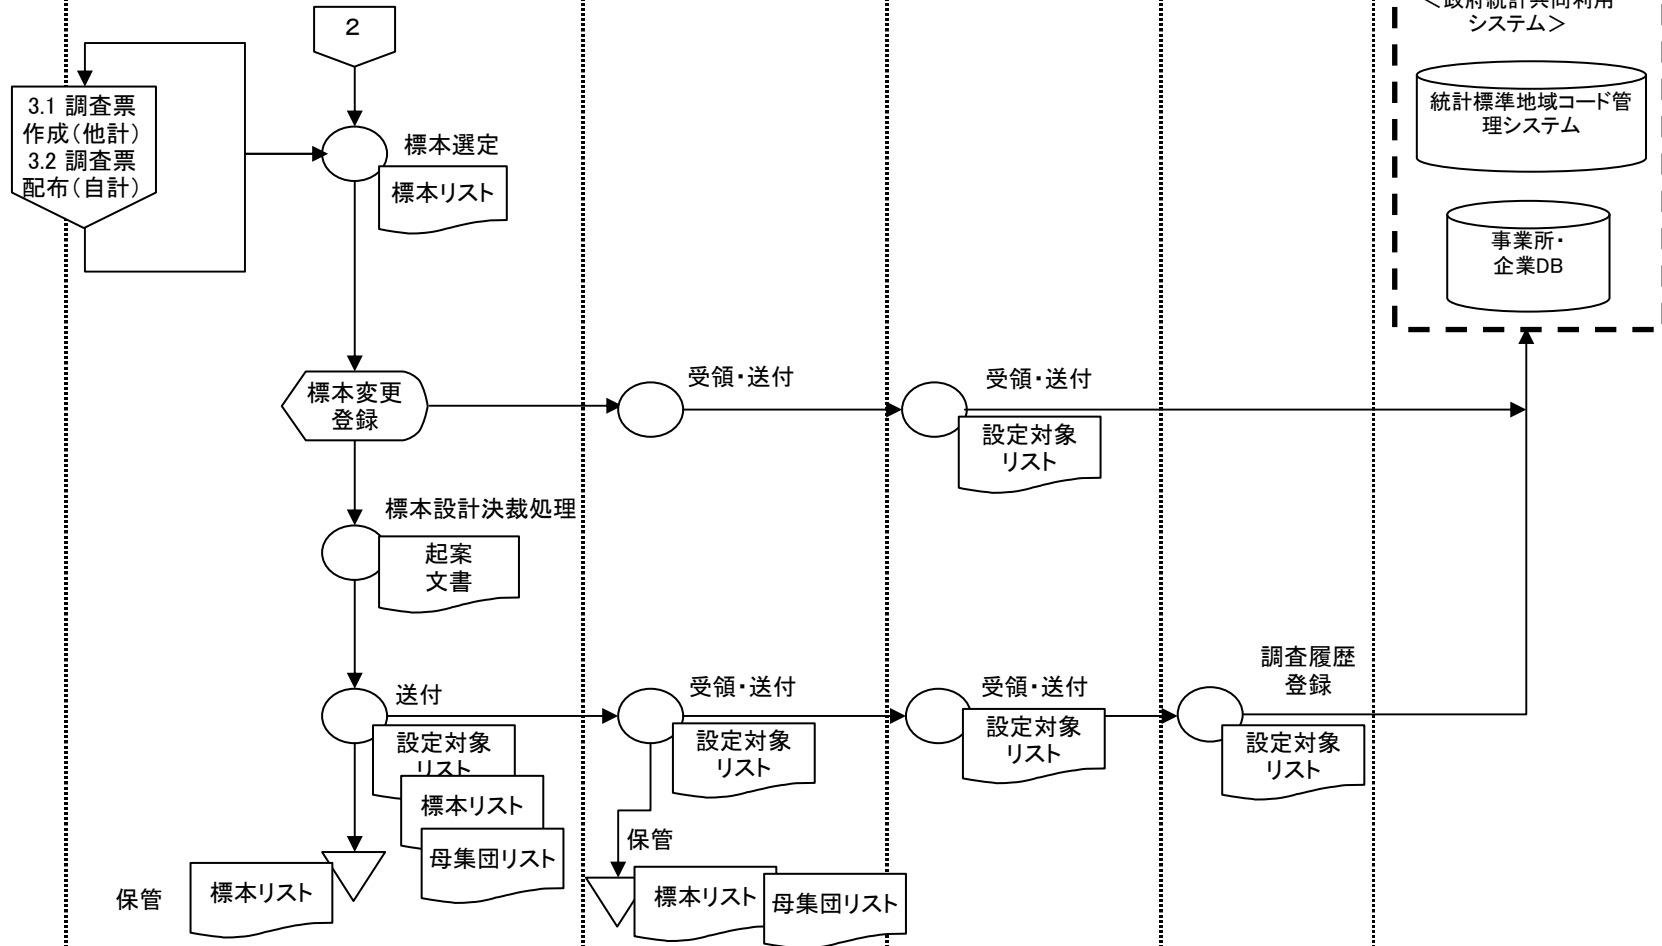 2
システム>
3.1 調査票
作成(他計)
3.2 調査票
配布(自計)
標本選定
標本リスト
統計標準地域コード管
理システム
事業所・
企業DB
標本変更
登録
受領・送付
受領・送付
設定対象
リスト
標本設計決裁処理
起案
文書
送付
設定対象
リスト
標本リスト
母集団リスト
受領・送付
設定対象
リスト
受領・送付
設定対象
リスト
調査履歴
登録
設定対象
リスト
保管
標本リスト
保管
標本リスト
母集団リスト